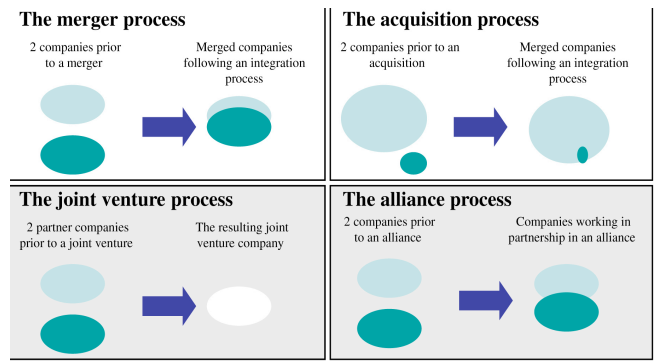 The merger process
2 companies prior
to a merger
Merged companies
following an integration
process
The acquisition process
2 companies prior to an
acquisition
Merged companies
following an integration
process
The joint venture process
2 partner companies
prior to a joint venture
The resulting joint
venture company
The alliance process
2 companies prior
to an alliance
Companies working in
partnership in an alliance